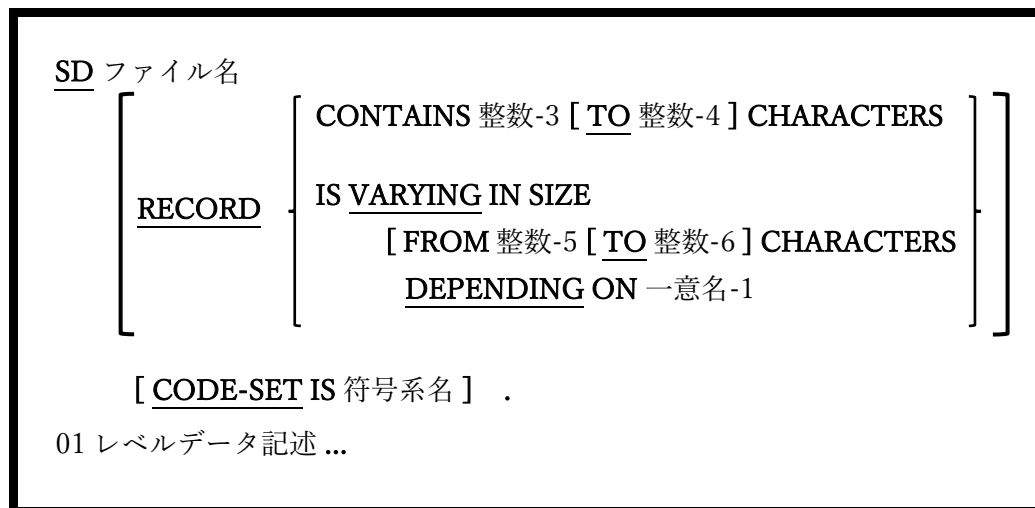 SD ファイル名
CONTAINS 整数-3 [ TO 整数-4 ] CHARACTERS
RECORD
IS VARYING IN SIZE
[ FROM 整数-5 [ TO 整数-6 ] CHARACTERS
DEPENDING ON 一意名-1
[ CODE-SET IS 符号系名 ] .
01 レベルデータ記述 ...